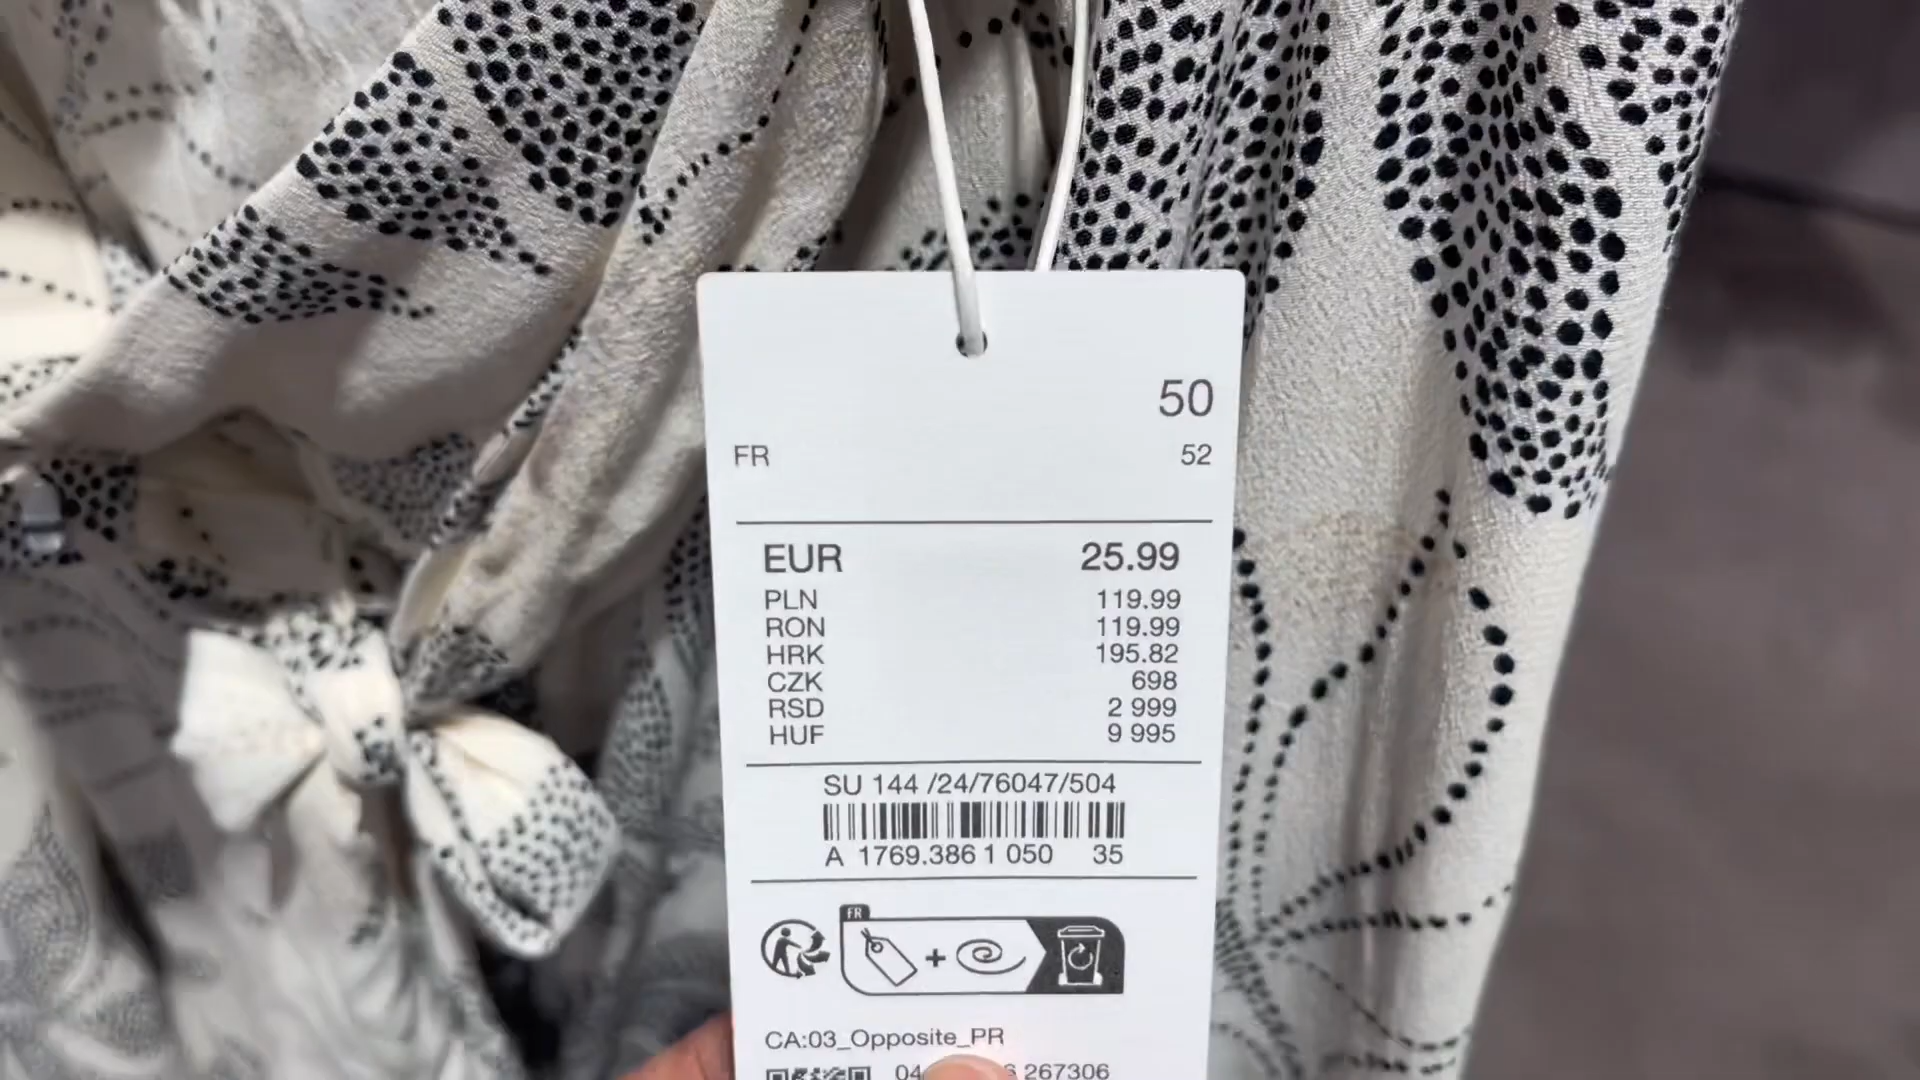 50
FR 52
EUR 25.99
PLN 119.99
RON 119.99
HRK 195.82
CZK 698
RSD 2 999
HUF 9 995
SU 144 /24/76047/504
A 1769.386 1 050 35
FR
+
CA:03_Opposite_PR
04 267306